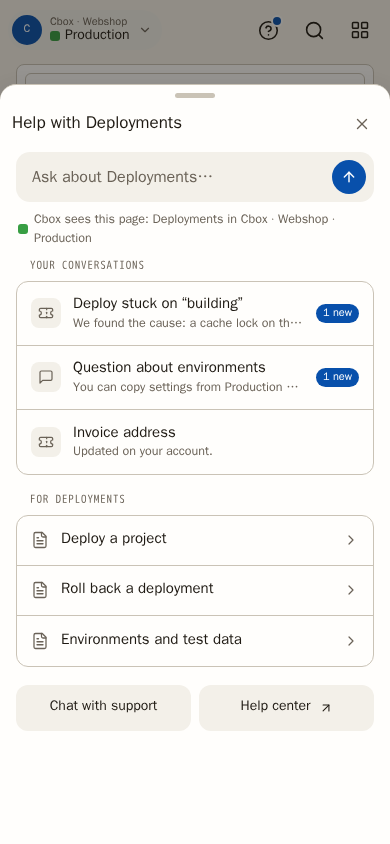 C
Cbox · Webshop
Production
Help with Deployments
Ask about Deployments···
Cbox sees this page: Deployments in Cbox · Webshop ·
Production
YOUR CONVERSATIONS
Deploy stuck on “building”
We found the cause: a cache lock on th···
1 new
Question about environments
You can copy settings from Production ···
1 new
Invoice address
Updated on your account.
FOR DEPLOYMENTS
Deploy a project
Roll back a deployment
Environments and test data
Chat with support
Help center